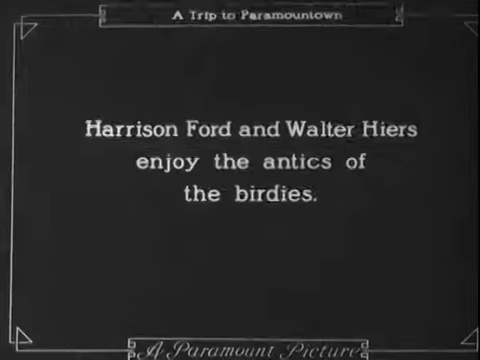 A Trip to Paramountown
Harrison Ford and Walter Hiers
enjoy the antics of
the birdies.
A Paramount Picture